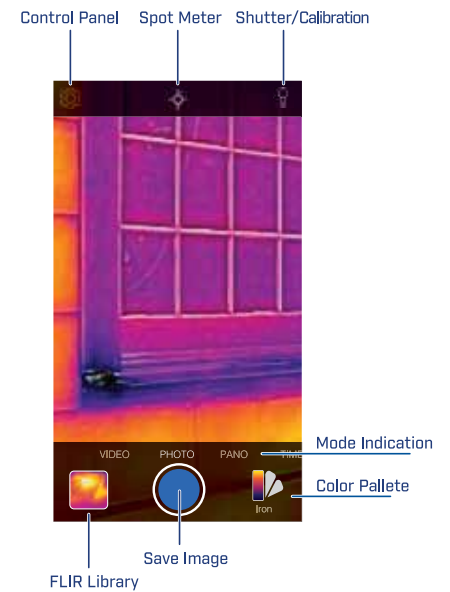 Control Panel
Spot Meter
Shutter/Calibration
VIDEO
PHOTO
PANO
Mode Indication
Color Pallete
Iron
Save Image
FLIR Library